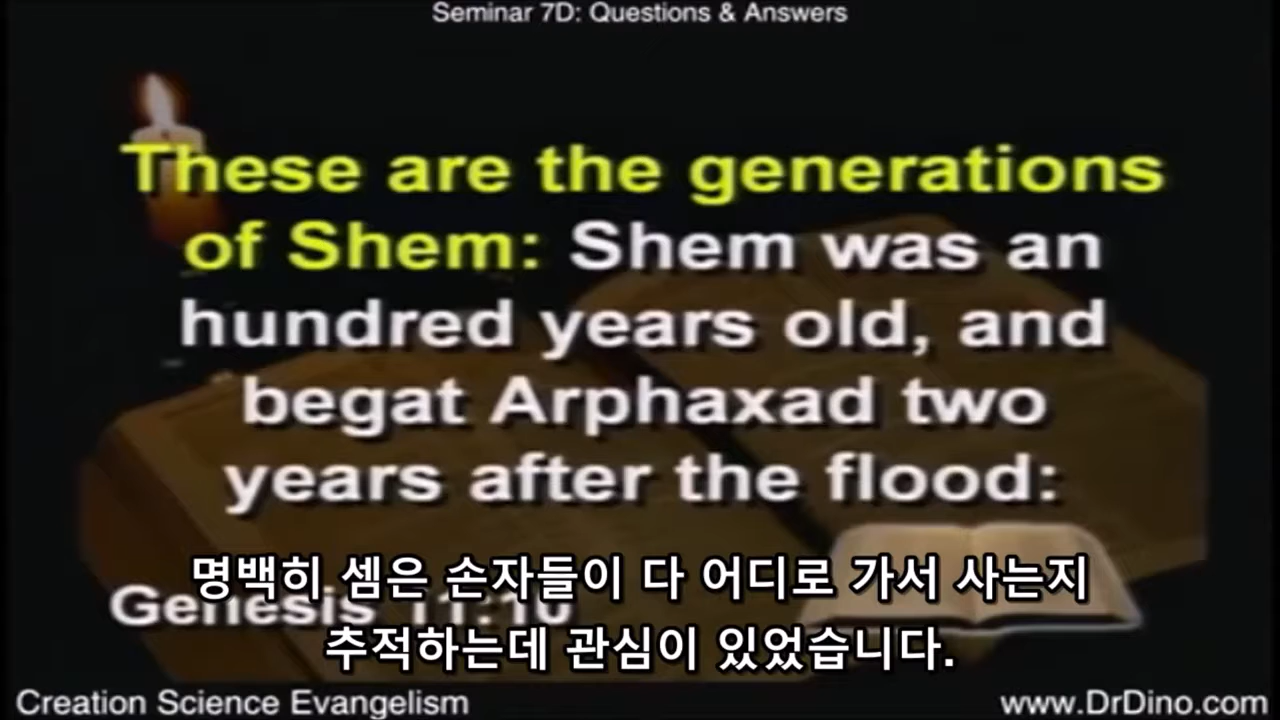 Seminar 7D: Questions & Answers
These are the generations
of Shem: Shem was an
hundred years old, and
begat Arphaxad two
years after the flood:
Genesis 11:10
명백히 셈은 손자들이 다 어디로 가서 사는지
추적하는데 관심이 있었습니다.
Creation Science Evangelism
www.DrDino.com